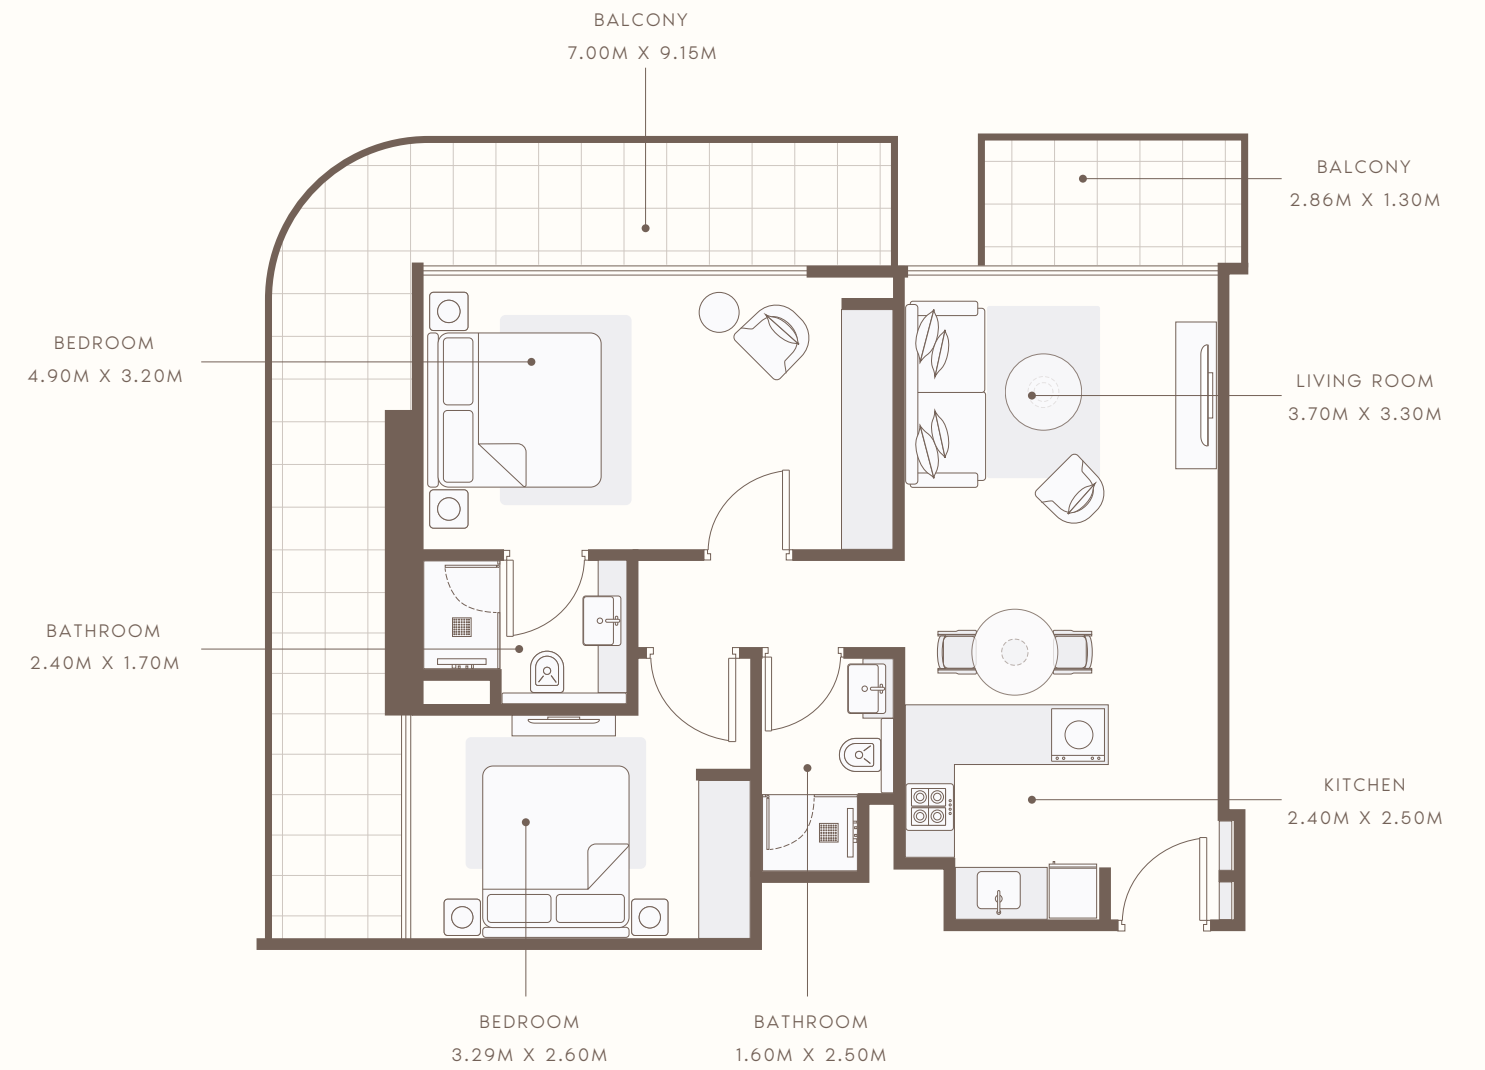 BALCONY
7.00M X 9.15M
BALCONY
2.86M X 1.30M
BEDROOM
4.90M X 3.20M
LIVING ROOM
3.70M X 3.30M
BATHROOM
2.40M X 1.70M
KITCHEN
2.40M X 2.50M
BEDROOM
3.29M X 2.60M
BATHROOM
1.60M X 2.50M